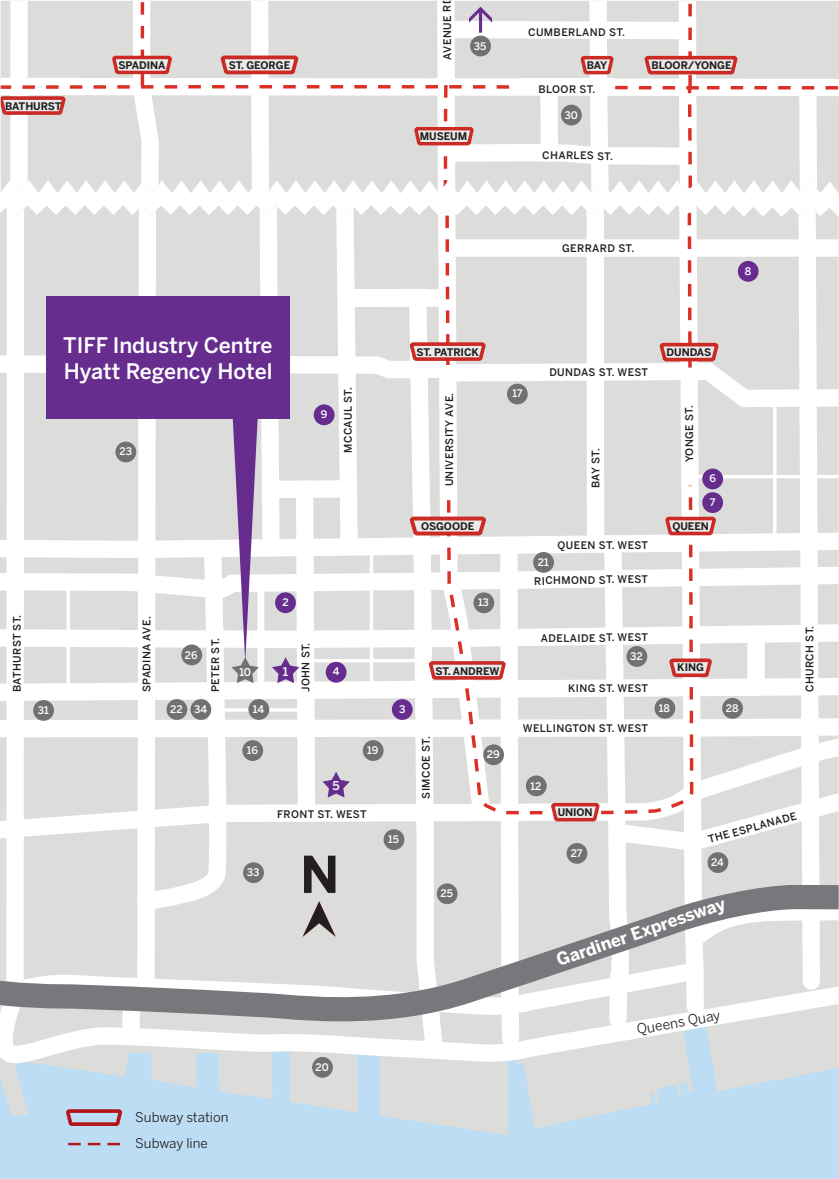 AVENUE RD
CUMBERLAND ST.
35
SPADINA
ST. GEORGE
BAY
BLOOR/YONGE
BLOOR ST.
BATHURST
30
MUSEUM
CHARLES ST.
GERRARD ST.
8
TIFF Industry Centre
Hyatt Regency Hotel
ST. PATRICK
DUNDAS
DUNDAS ST. WEST
17
9
MCCAUL ST.
UNIVERSITY AVE.
YONGE ST.
23
BAY ST.
6
7
OSGOODE
QUEEN
QUEEN ST. WEST
21
RICHMOND ST. WEST
2
13
ADELAIDE ST. WEST
BATHURST ST.
SPADINA AVE.
26
PETER ST.
10
1
JOHN ST.
4
ST. ANDREW
32
KING
CHURCH ST.
KING ST. WEST
31
22
34
14
3
18
28
WELLINGTON ST. WEST
16
19
SIMCOE ST.
29
5
12
FRONT ST. WEST
UNION
THE ESPLANADE
15
27
24
33
N
25
Gardiner Expressway
Queens Quay
20
Subway station
Subway line